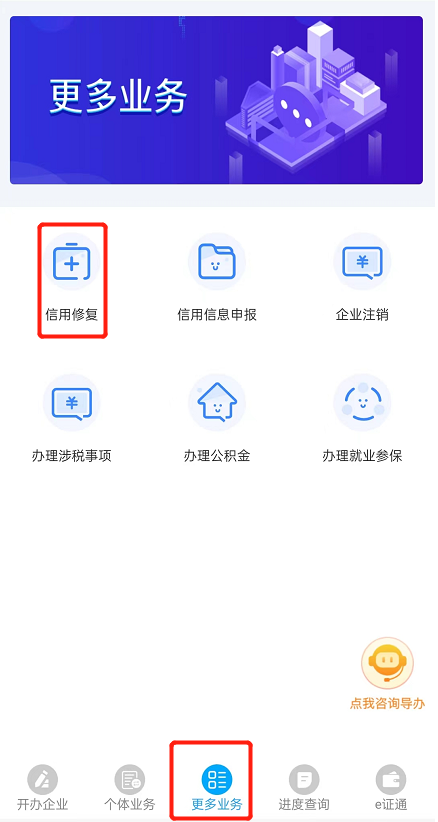 更多业务
信用修复
信用信息申报
企业注销
办理涉税事项
办理公积金
办理就业参保
点我咨询导办
开办企业
个体业务
更多业务
进度查询
e证通